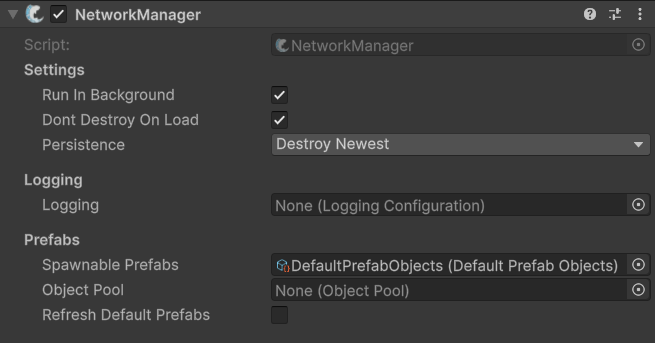 NetworkManager
Script: NetworkManager
Settings
Run In Background
Dont Destroy On Load
Persistence Destroy Newest
Logging
Logging None (Logging Configuration)
Prefabs
Spawnable Prefabs DefaultPrefabObjects (Default Prefab Objects)
Object Pool None (Object Pool)
Refresh Default Prefabs